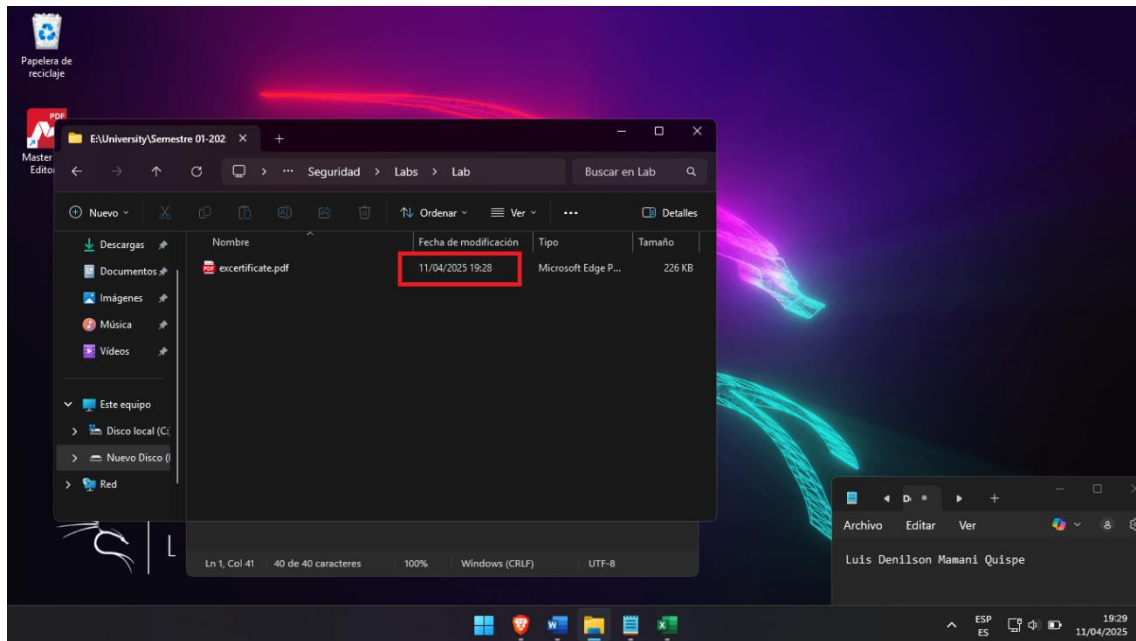 Papelera de
reciclaje
PDF
Master
Edito
E:\University\Semestre 01-202
Seguridad > Labs > Lab
Buscar en Lab
Nuevo
Ordenar
Ver
Detalles
Nombre
Fecha de modificación
Tipo
Tamaño
PDF
excertificate.pdf
11/04/2025 19:28
Microsoft Edge P...
226 KB
Descargas
Documentos
Imágenes
Música
Vídeos
Este equipo
Disco local (C:
Nuevo Disco (
Red
L
Ln 1, Col 41
40 de 40 caracteres
100%
Windows (CRLF)
UTF-8
Archivo
Editar
Ver
Luis Denilson Mamani Quispe
ESP
ES
19:29
11/04/2025